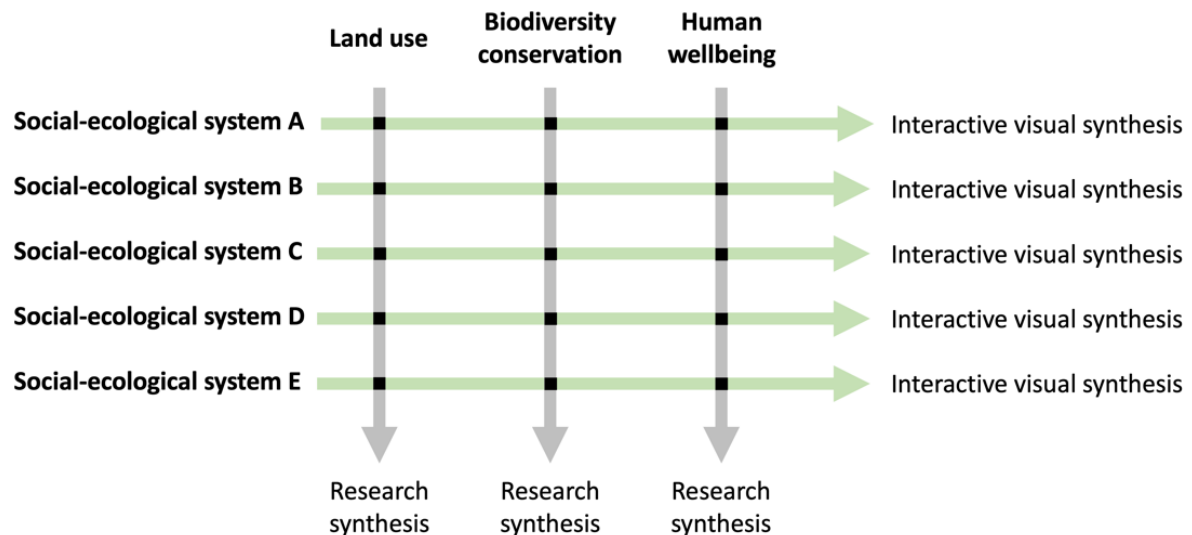 Land use
Biodiversity
conservation
Human
wellbeing
Social-ecological system A
Interactive visual synthesis
Social-ecological system B
Interactive visual synthesis
Social-ecological system C
Interactive visual synthesis
Social-ecological system D
Interactive visual synthesis
Social-ecological system E
Interactive visual synthesis
Research
synthesis
Research
synthesis
Research
synthesis